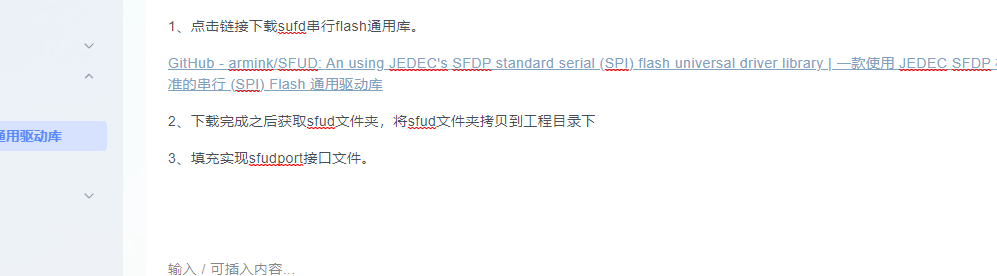 1、点击链接下载sufd串行flash通用库。
GitHub - armink/SFUD: An using JEDEC's SFDP standard serial (SPI) flash universal driver library | 一款使用 JEDEC SFDP
准的串行 (SPI) Flash 通用驱动库
2、下载完成之后获取sfud文件夹，将sfud文件夹拷贝到工程目录下
通用驱动库
3、填充实现sfudport接口文件。
输入 / 可插入内容...